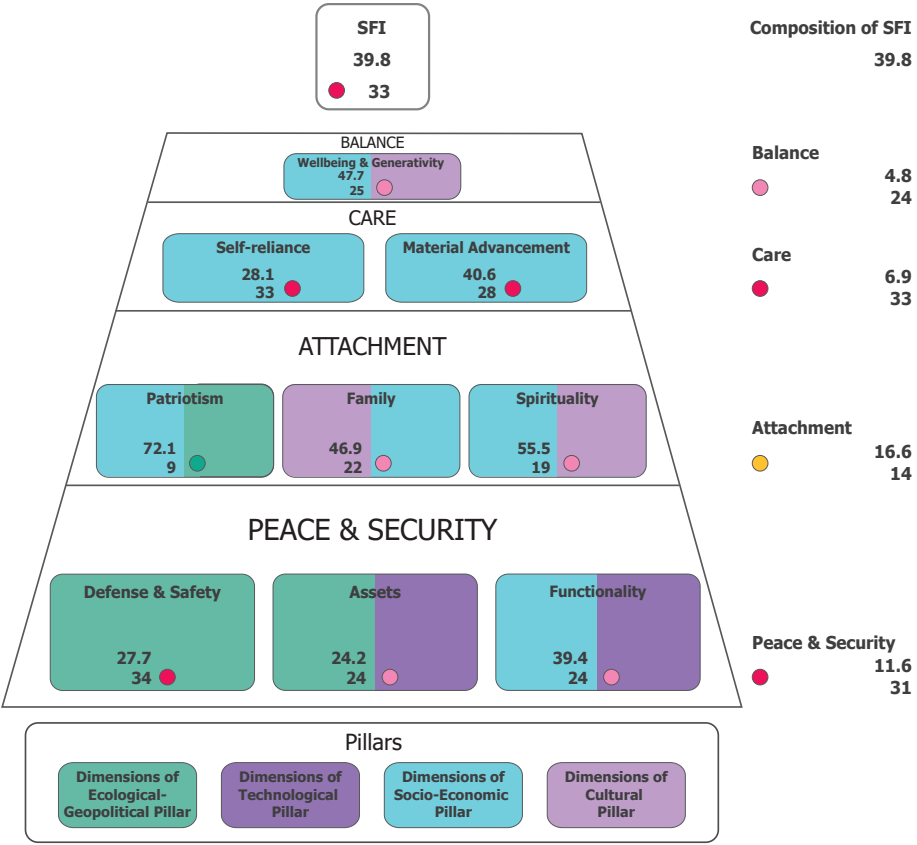 SFI
39.8
33
Composition of SFI
39.8
BALANCE
Wellbeing & Generativity
47.7
25
Balance
4.8
24
CARE
Self-reliance
28.1
33
Material Advancement
40.6
28
Care
6.9
33
ATTACHMENT
Patriotism
72.1
9
Family
46.9
22
Spirituality
55.5
19
Attachment
16.6
14
PEACE & SECURITY
Defense & Safety
27.7
34
Assets
24.2
24
Functionality
39.4
24
Peace & Security
11.6
31
Pillars
Dimensions of
Ecological-
Geopolitical Pillar
Dimensions of
Technological
Pillar
Dimensions of
Socio-Economic
Pillar
Dimensions of
Cultural
Pillar